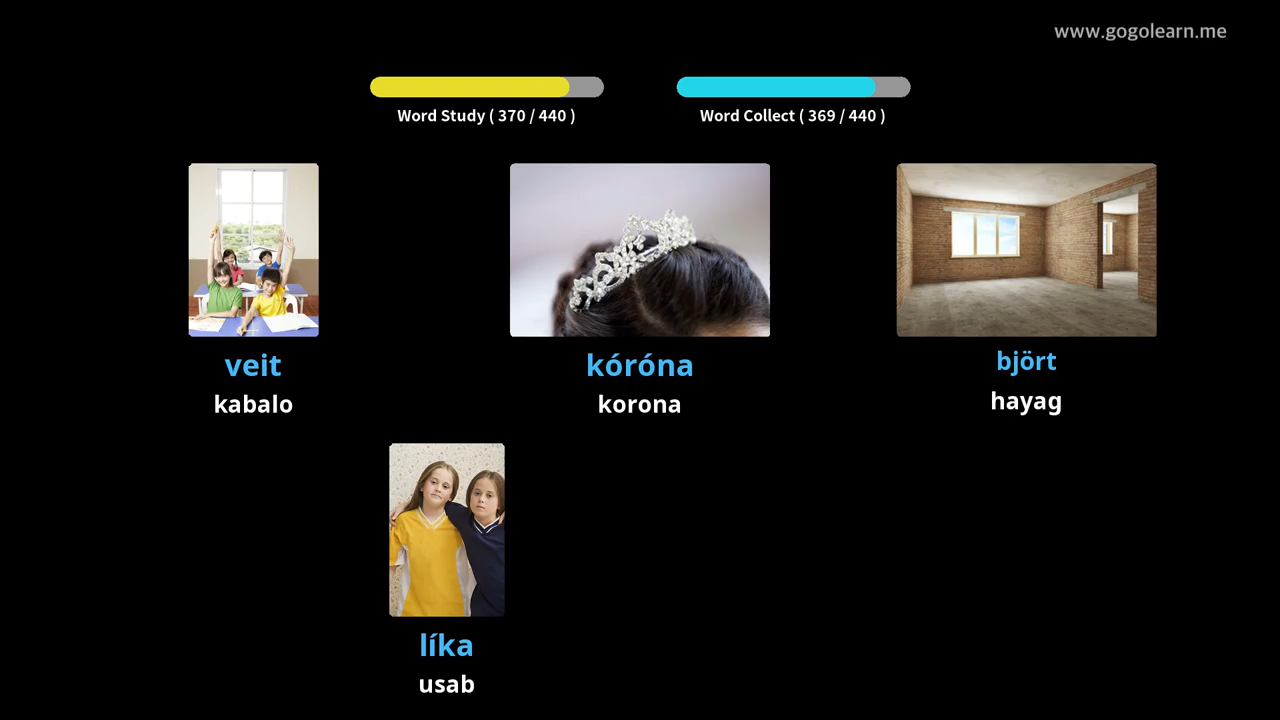 www.gogolearn.me
Word Study ( 370 / 440 )
Word Collect ( 369 / 440 )
veit
kabalo
kóróna
korona
björt
hayag
líka
usab